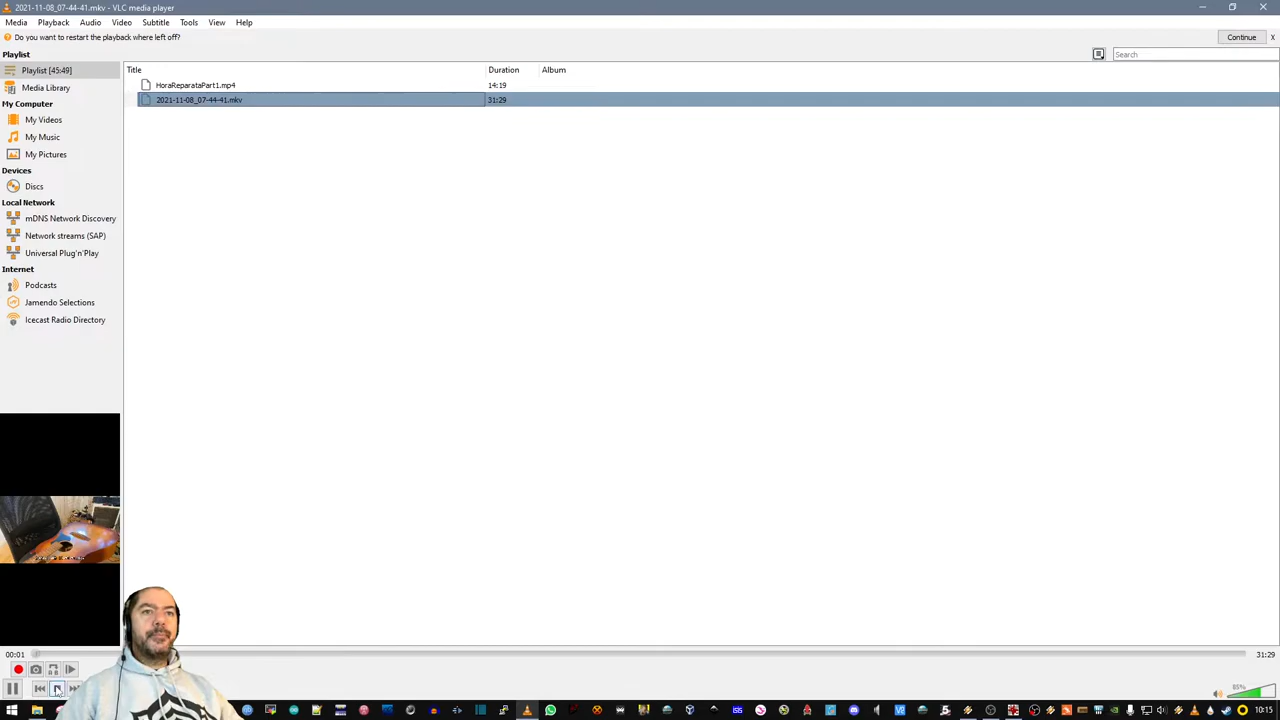 2021-11-08_07-44-41.mkv - VLC media player
Media Playback Audio Video Subtitle Tools View Help
Do you want to restart the playback where left off? Continue x
Playlist
Playlist [45:49]
Media Library
My Computer
My Videos
My Music
My Pictures
Devices
Discs
Local Network
mDNS Network Discovery
Network streams (SAP)
Universal Plug'n'Play
Internet
Podcasts
Jamendo Selections
Icecast Radio Directory
Search
Title Duration Album
HoraReparataPart1.mp4 14:19
2021-11-08_07-44-41.mkv 31:29
00:01 31:29
85%
10:15